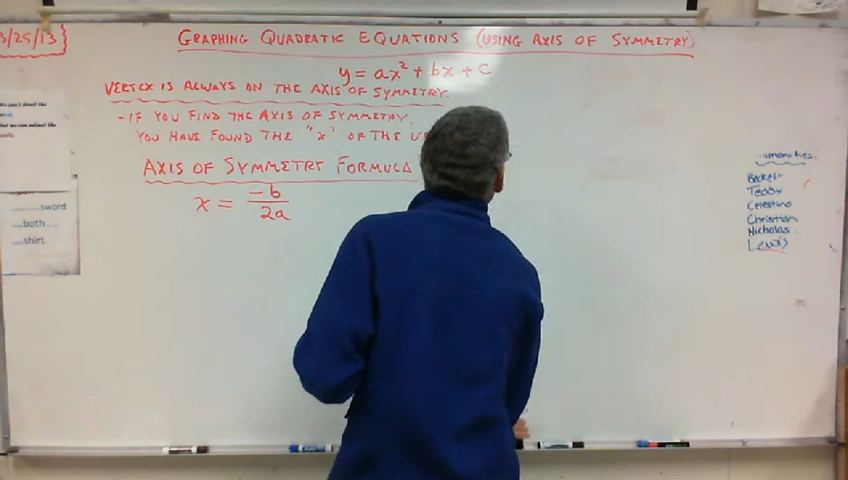 3/25/13}
GRAPHING QUADRATIC EQUATIONS (USING AXIS OF SYMMETRY)
y = ax² + bx + c
VERTEX IS ALWAYS ON THE AXIS OF SYMMETRY.
- IF YOU FIND THE AXIS OF SYMMETRY,
YOU HAVE FOUND THE "X" OF THE
AXIS OF SYMMETRY FORMULA
x = -b/2a
sword
both
shirt
Beckett
Teddy
Celestino
Christian
Nicholas
Lewis